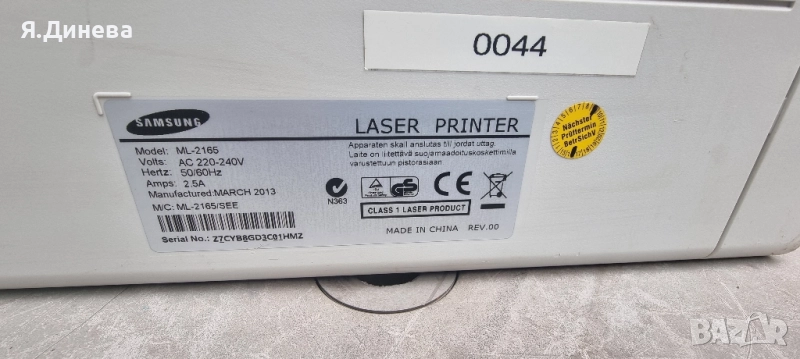 Я.Динева
0044
SAMSUNG
LASER PRINTER
Model: ML-2165
Volts: AC 220-240V
Hertz: 50/60Hz
Amps: 2.5A
Manufactured:MARCH 2013
M/C: ML-2165/SEE
Serial No.: Z7CYB8GD3C01HMZ
Apparaten skall anslutas till jordat uttag.
Laite on liitettävä suojamaadoituskoskettimilla
varustettuun pistorasiaan
N363
GS
CE
CLASS 1 LASER PRODUCT
MADE IN CHINA REV.00
Nächster
Prüftermin
BetrSichV
BAZAR